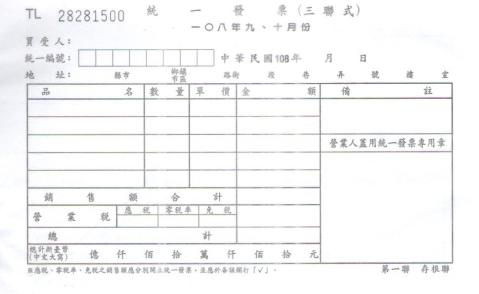 TL 28281500 統一發票(三聯式)
一○八年九、十月份
買受人：
統一編號： 中華民國108年 月 日
地址： 縣市 鄉鎮市區 路街 段 巷 弄 號 樓 室
品名 數量 單價 金額 備註
營業人蓋用統一發票專用章
銷售額合計
營業稅 應稅 零稅率 免稅
總計
總計新臺幣(中文大寫) 億 仟 佰 拾 萬 仟 佰 拾 元
※應稅、零稅率、免稅之銷售額應分別開立統一發票，並應於各該欄打「✓」。
第一聯 存根聯